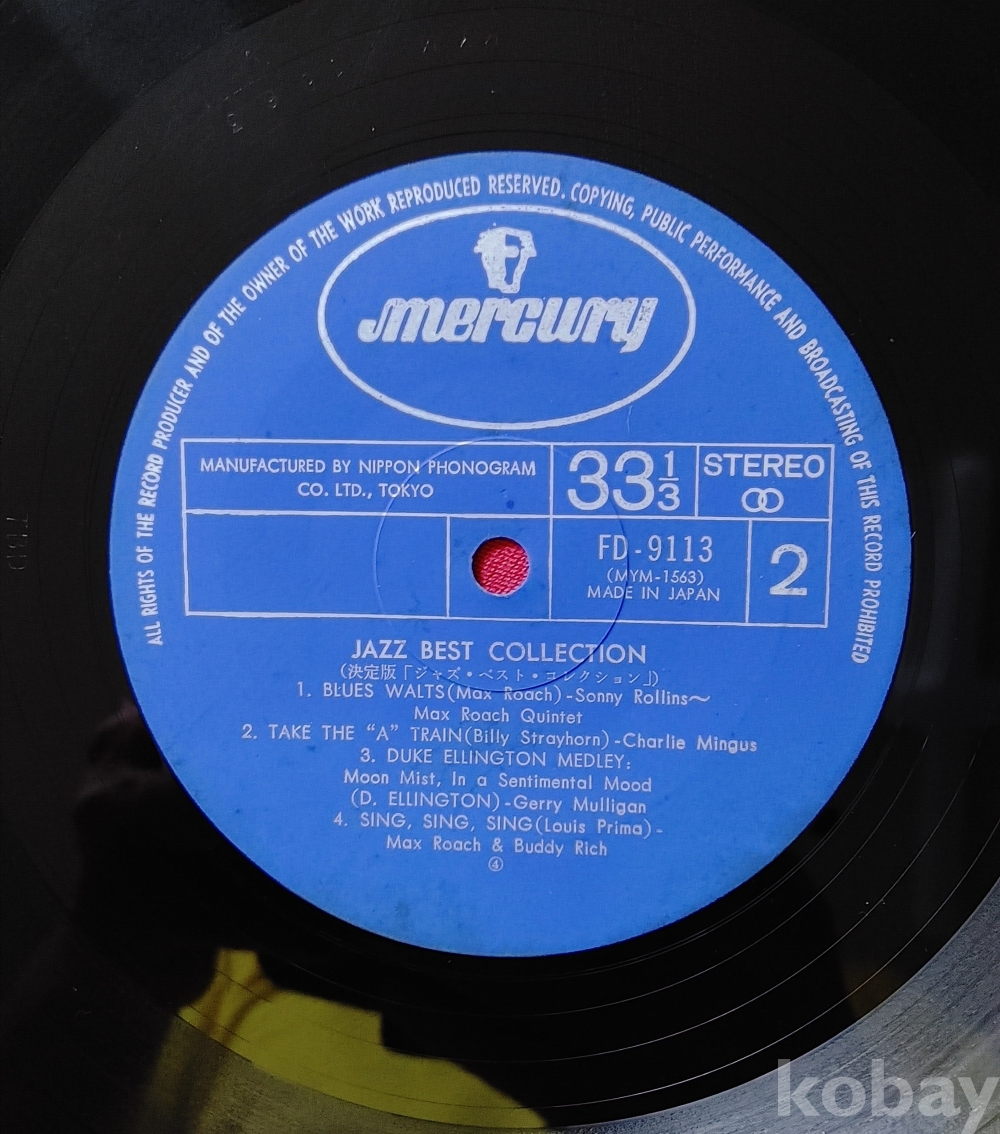 ALL RIGHTS OF THE RECORD PRODUCER AND OF THE OWNER OF THE WORK REPRODUCED RESERVED. COPYING, PUBLIC PERFORMANCE AND BROADCASTING OF THIS RECORD PROHIBITED
mercury
MANUFACTURED BY NIPPON PHONOGRAM
CO. LTD., TOKYO
33 1/3
STEREO
FD-9113
(MYM-1563)
MADE IN JAPAN
2
JAZZ BEST COLLECTION
(決定版「ジャズ・ベスト・コレクション」)
1. BLUES WALTS(Max Roach)-Sonny Rollins~
Max Roach Quintet
2. TAKE THE "A" TRAIN(Billy Strayhorn)-Charlie Mingus
3. DUKE ELLINGTON MEDLEY:
Moon Mist, In a Sentimental Mood
(D. ELLINGTON)-Gerry Mulligan
4. SING, SING, SING(Louis Prima)-
Max Roach & Buddy Rich
④
kobay